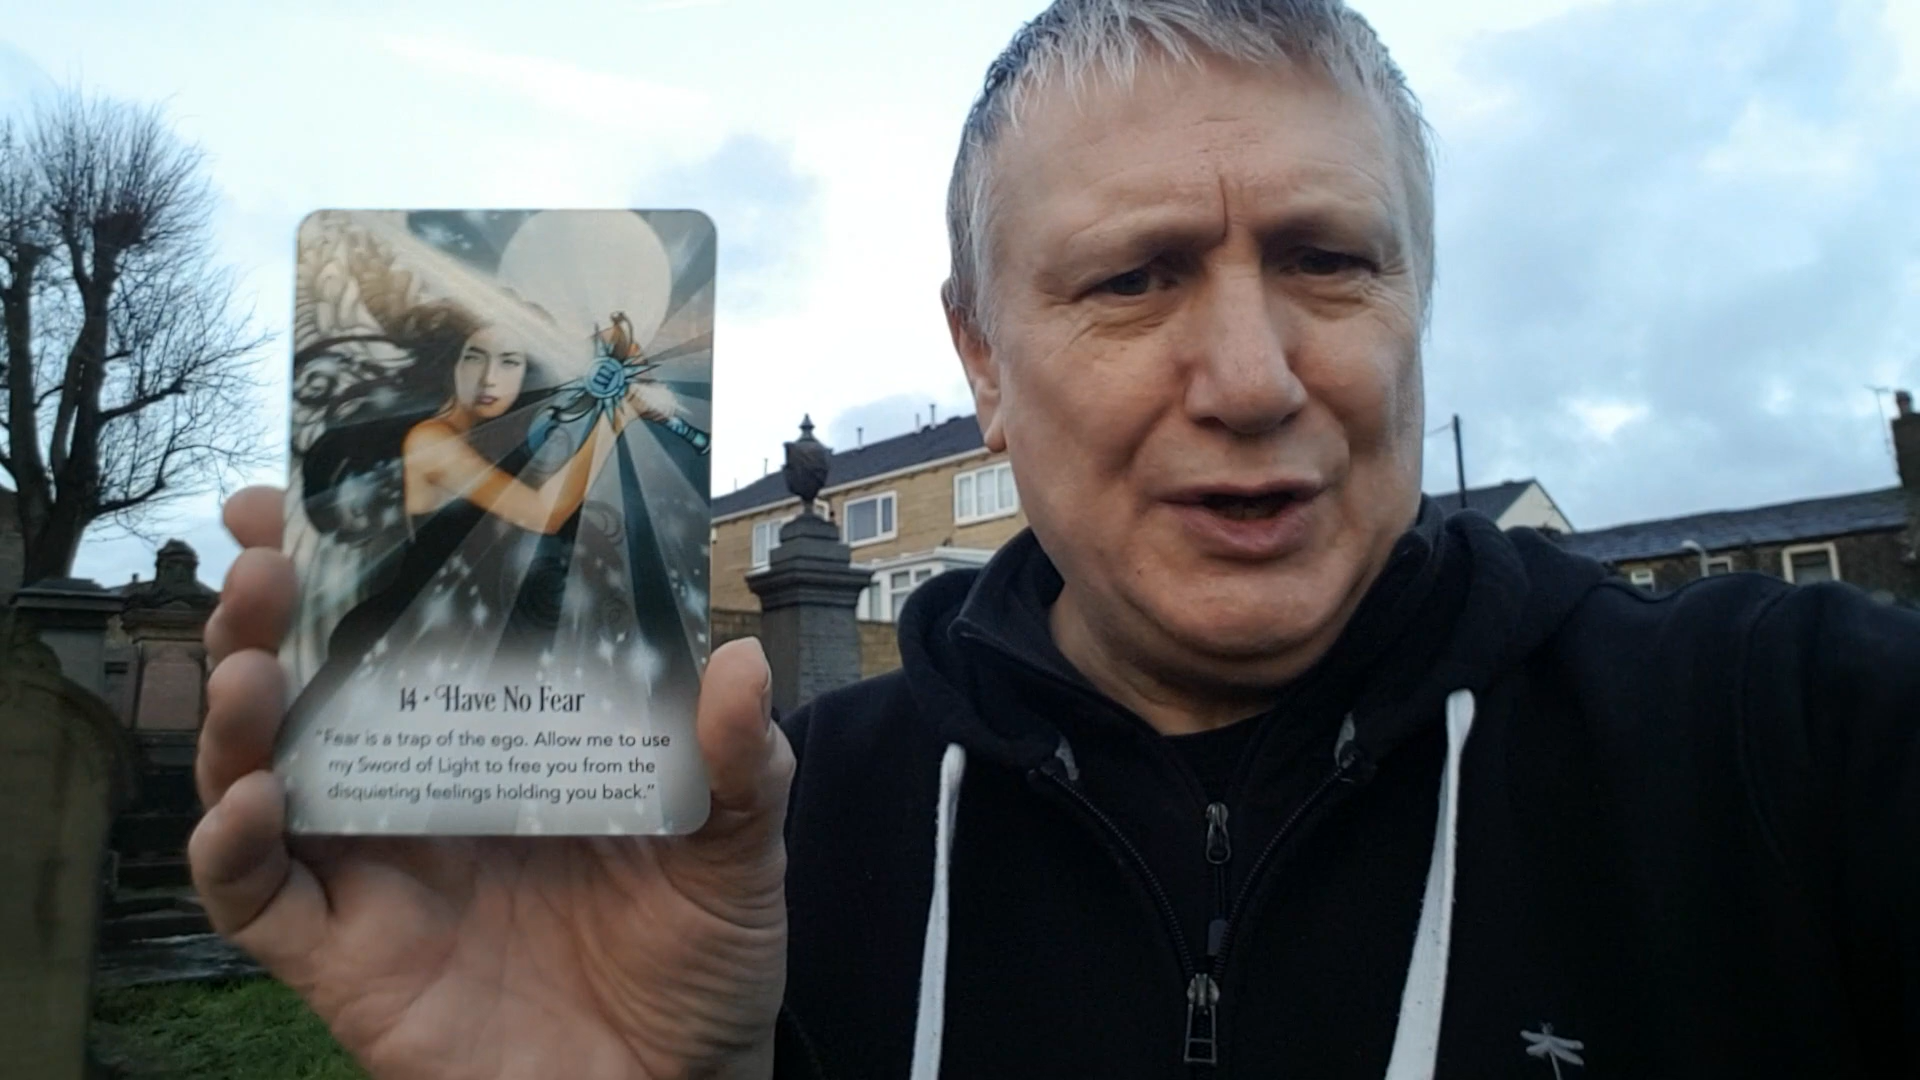 14 • Have No Fear
"Fear is a trap of the ego. Allow me to use
my Sword of Light to free you from the
disquieting feelings holding you back."